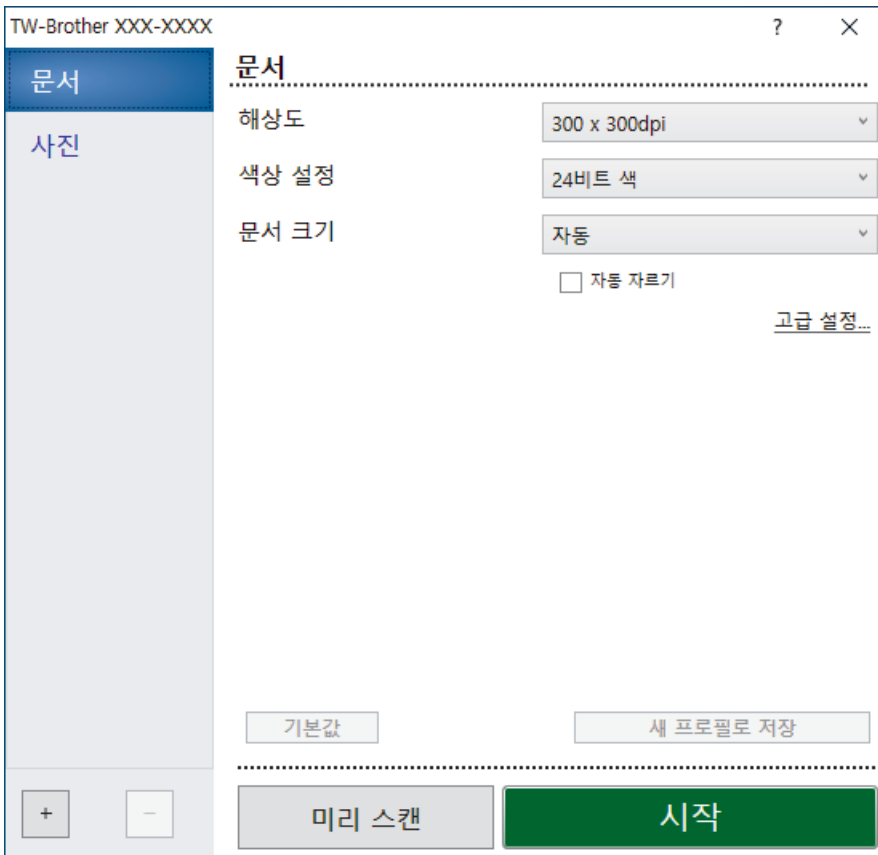 TW-Brother XXX-XXXX ? ×
문서
사진
문서
해상도 300 x 300dpi
색상 설정 24비트 색
문서 크기 자동
자동 자르기
고급 설정...
기본값 새 프로필로 저장
+ − 미리 스캔 시작